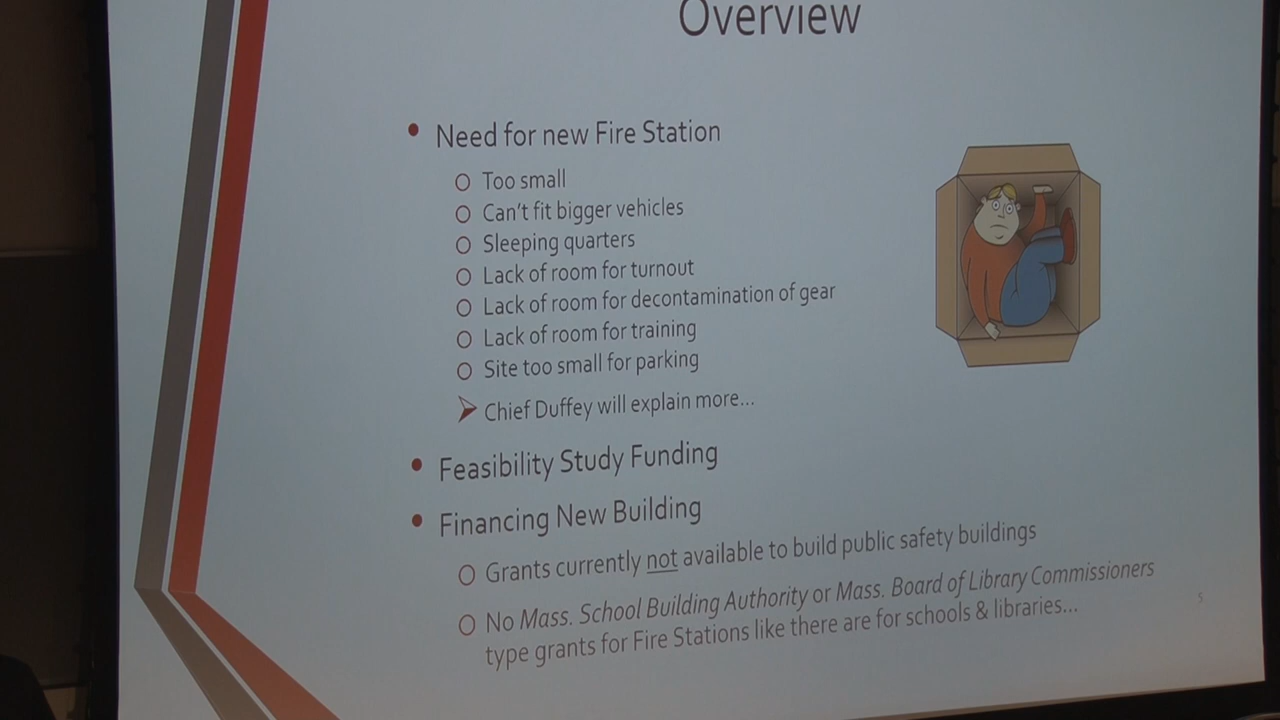 Overview
Need for new Fire Station
Too small
Can't fit bigger vehicles
Sleeping quarters
Lack of room for turnout
Lack of room for decontamination of gear
Lack of room for training
Site too small for parking
Chief Duffey will explain more...
Feasibility Study Funding
Financing New Building
Grants currently not available to build public safety buildings
No Mass. School Building Authority or Mass. Board of Library Commissioners
type grants for Fire Stations like there are for schools & libraries...
5